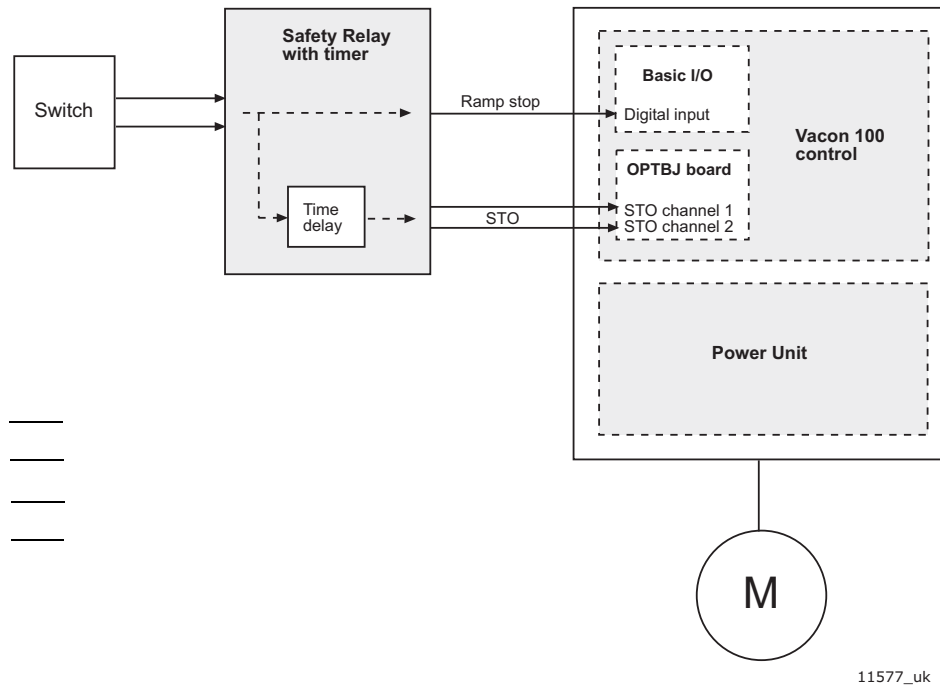 Safety Relay
with timer
Switch
Time
delay
Ramp stop
STO
Basic I/O
Digital input
OPTBJ board
STO channel 1
STO channel 2
Vacon 100
control
Power Unit
M
11577_uk